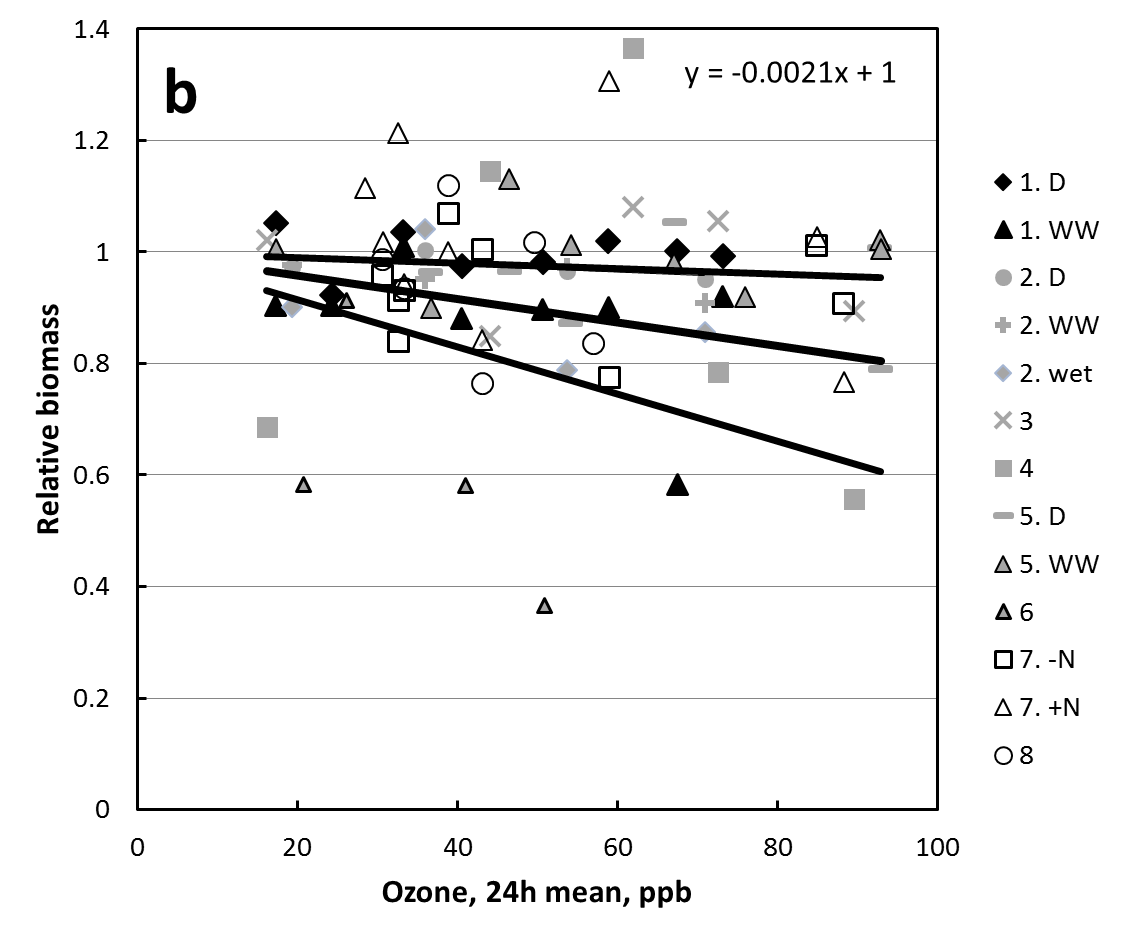 b
y = -0.0021x + 1
1.4
1.2
1
0.8
0.6
0.4
0.2
0
Relative biomass
0 20 40 60 80 100
Ozone, 24h mean, ppb
1. D
1. WW
2. D
2. WW
2. wet
3
4
5. D
5. WW
6
7. -N
7. +N
8